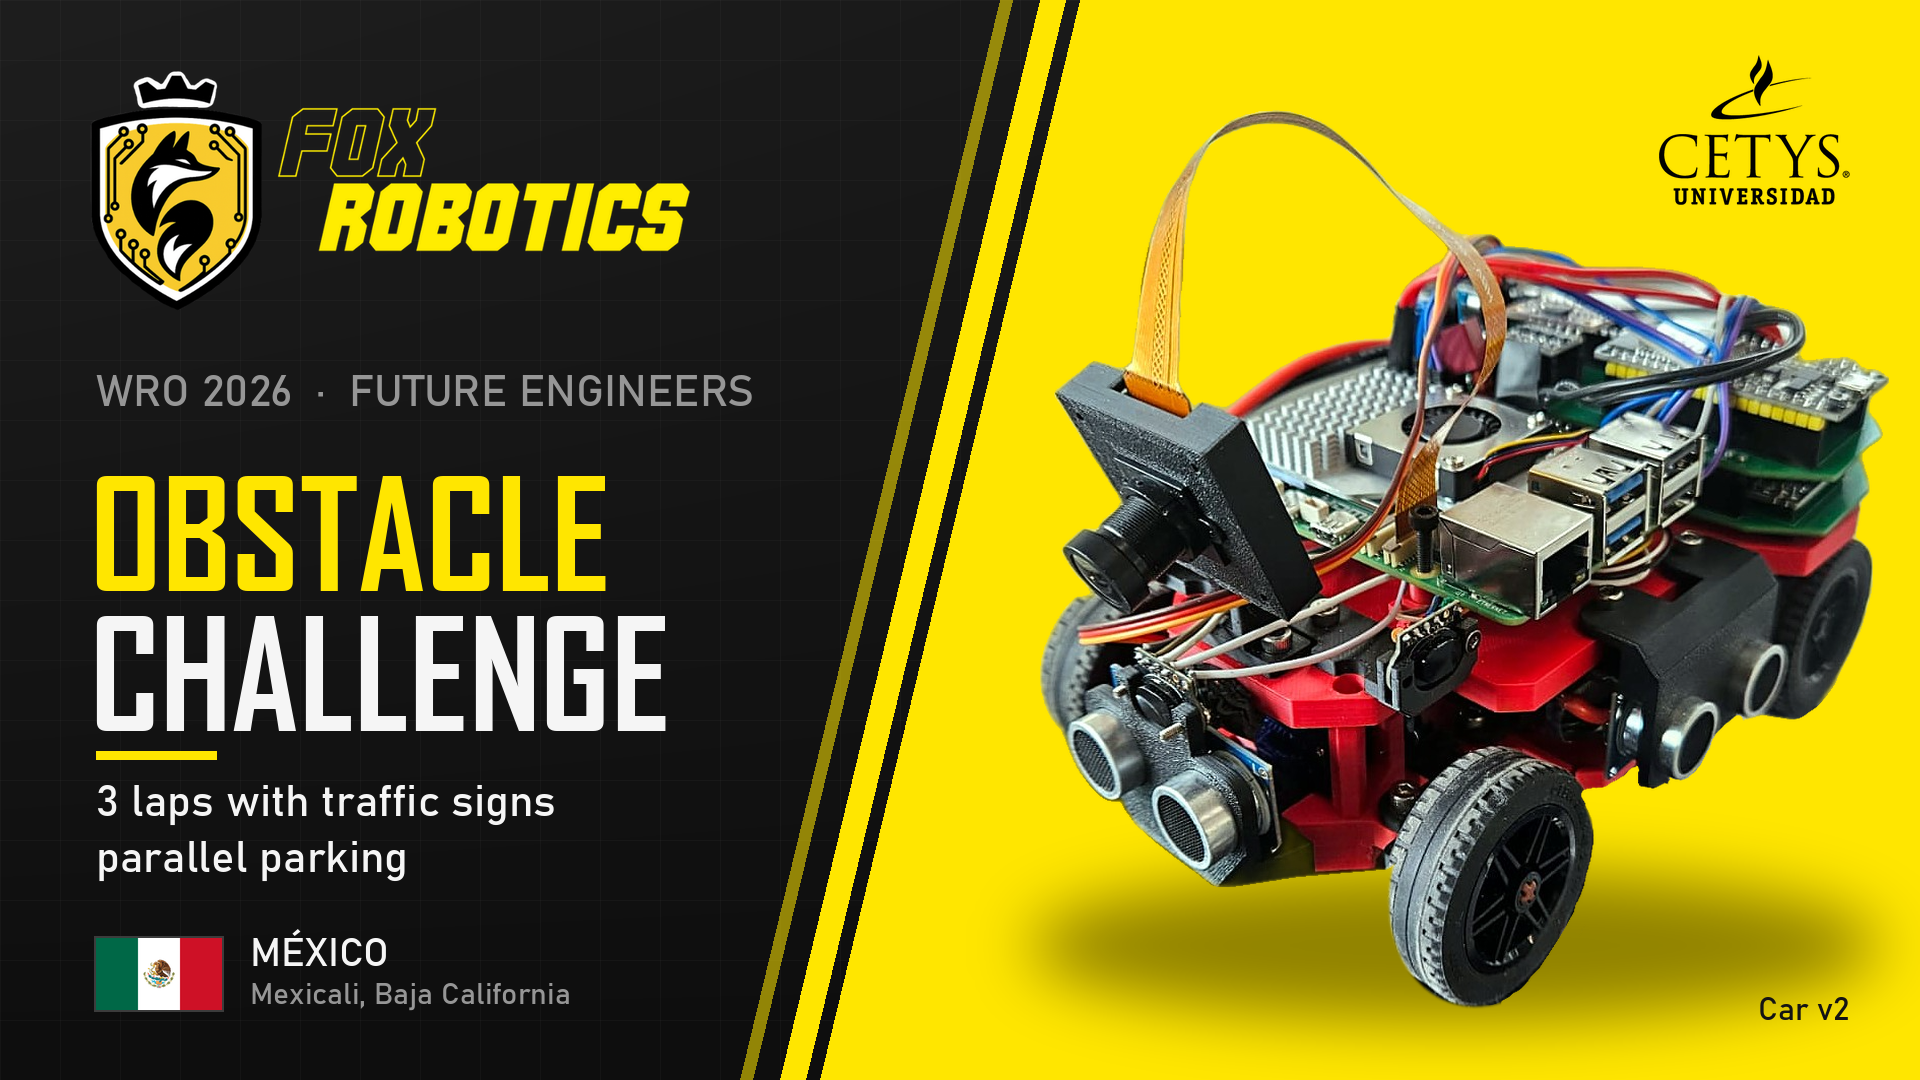 FOX
ROBOTICS
WRO 2026 · FUTURE ENGINEERS
OBSTACLE
CHALLENGE
3 laps with traffic signs
parallel parking
MÉXICO
Mexicali, Baja California
CETYS®
UNIVERSIDAD
Car v2